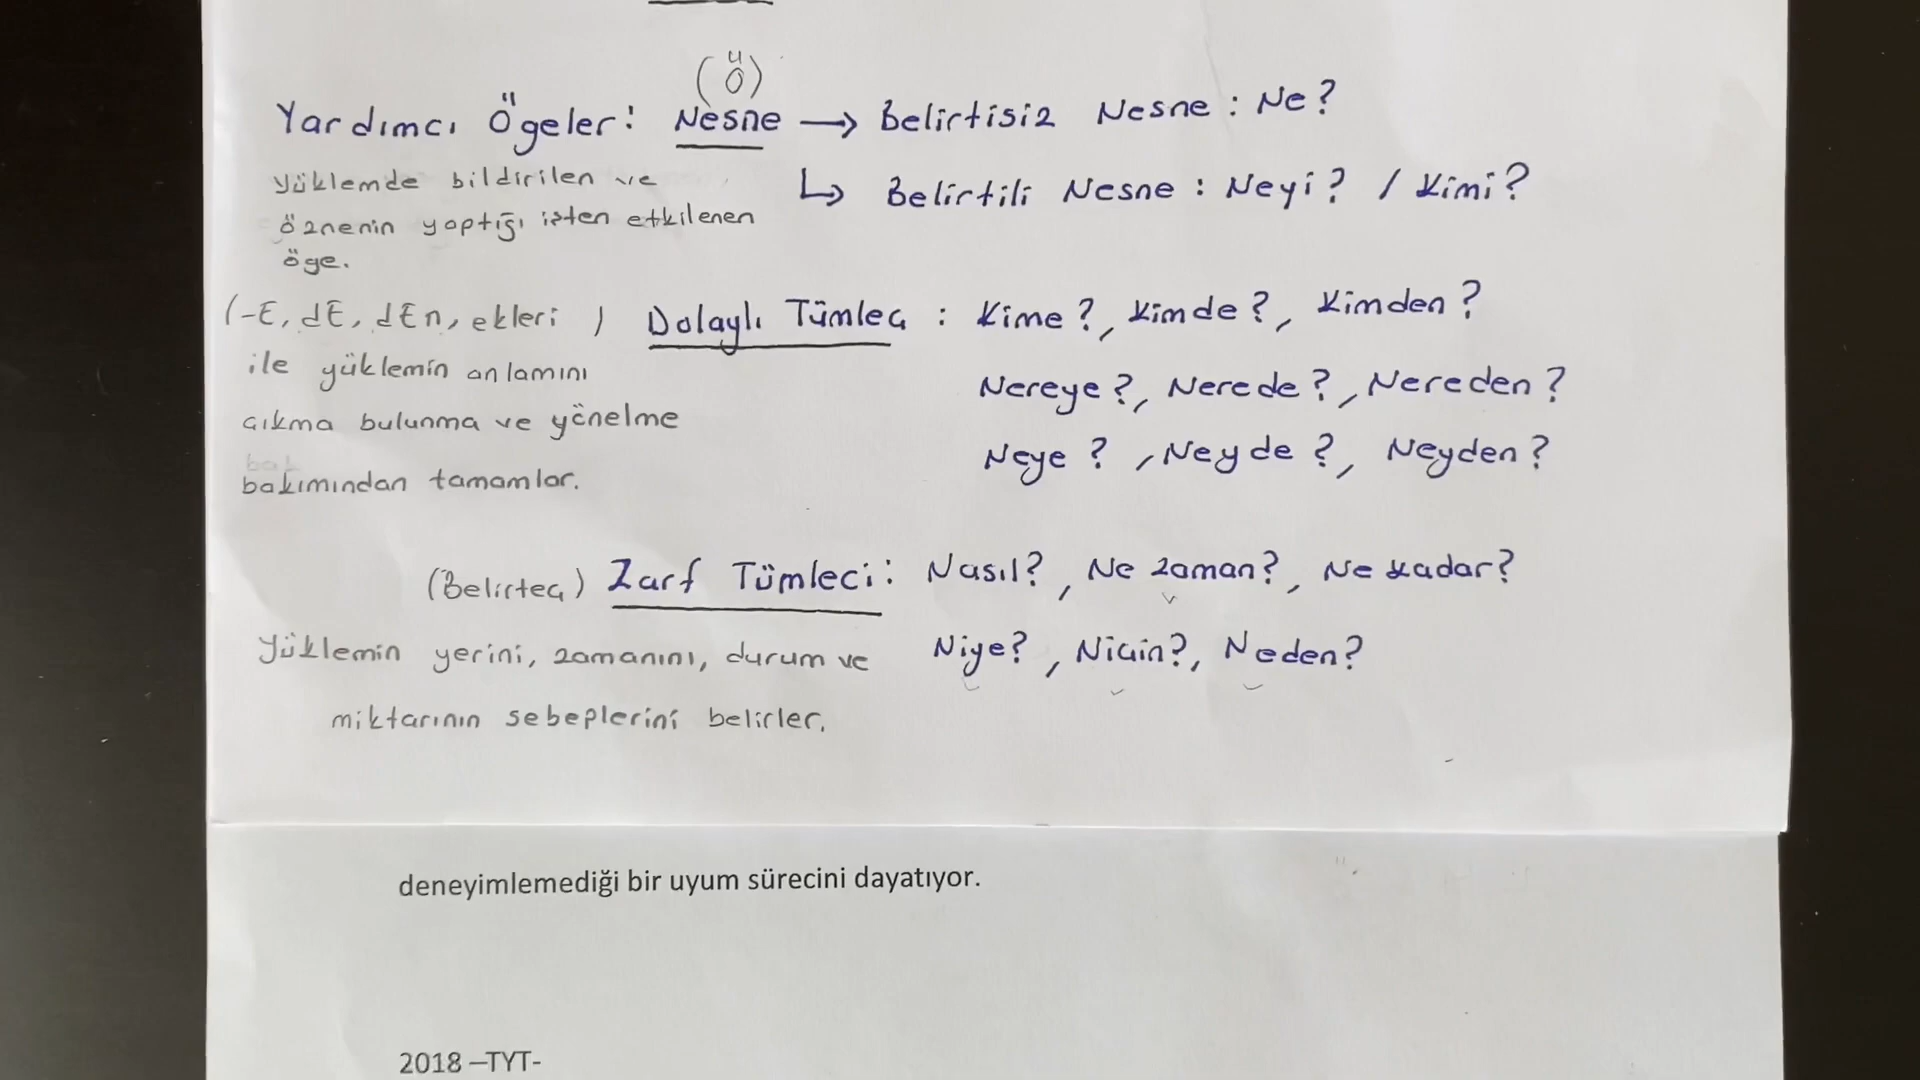 (Ö)
Yardımcı Ögeler: Nesne → Belirtisiz Nesne : Ne?
↳ Belirtili Nesne : Neyi? / Kimi?
Yüklemde bildirilen ve
öznenin yaptığı işten etkilenen
öge.
(-E, dE, dEn, ekleri) Dolaylı Tümleç : Kime?, Kimde?, Kimden?
ile yüklemin anlamını
Nereye?, Nerede?, Nereden?
çıkma bulunma ve yönelme
Neye?, Neyde?, Neyden?
bakımından tamamlar.
(Belirteç) Zarf Tümleci: Nasıl?, Ne zaman?, Ne kadar?
Yüklemin yerini, zamanını, durum ve
Niye?, Niçin?, Neden?
miktarının sebeplerini belirler.
deneyimlemediği bir uyum sürecini dayatıyor.
2018 –TYT-